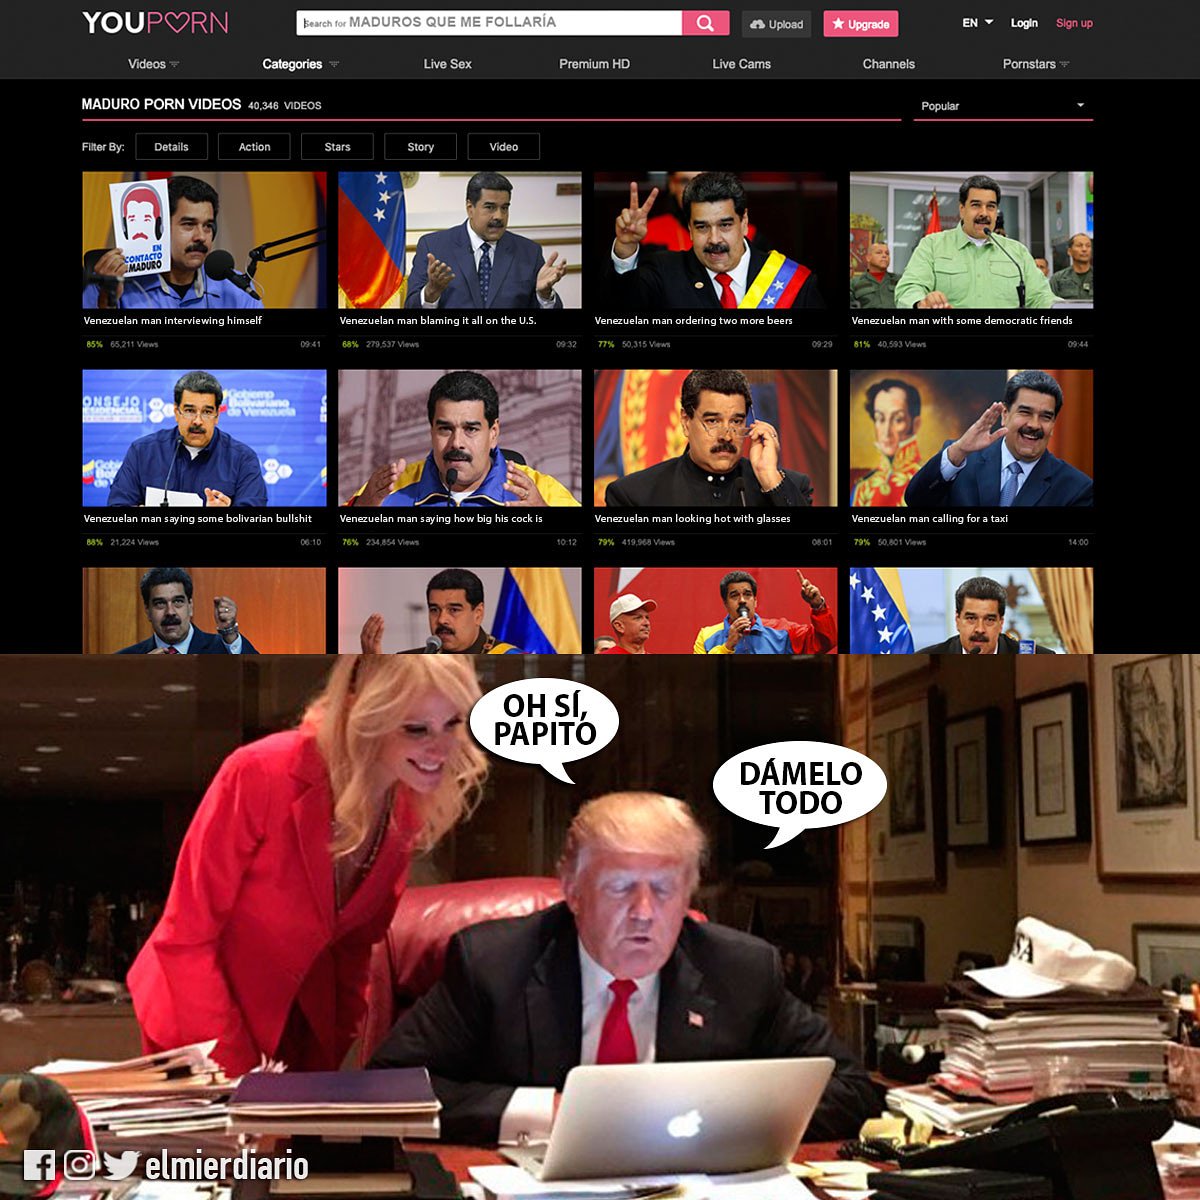 YOUPORN
Search for MADUROS QUE ME FOLLARÍA
Upload
Upgrade
EN
Login
Sign up
Videos
Categories
Live Sex
Premium HD
Live Cams
Channels
Pornstars
MADURO PORN VIDEOS 40,346 VIDEOS
Popular
Filter By:
Details
Action
Stars
Story
Video
EN
CONTACTO
MADURO
Venezuelan man interviewing himself
85% 65,211 Views 09:41
Venezuelan man blaming it all on the U.S.
68% 279,537 Views 09:32
Venezuelan man ordering two more beers
77% 50,315 Views 09:29
Venezuelan man with some democratic friends
81% 40,593 Views 09:44
Gobierno
Bolivariano
de Venezuela
Venezuelan man saying some bolivarian bullshit
88% 21,224 Views 06:10
Venezuelan man saying how big his cock is
76% 234,854 Views 10:12
Venezuelan man looking hot with glasses
79% 419,968 Views 08:01
Venezuelan man calling for a taxi
79% 50,801 Views 14:00
OH SÍ,
PAPITO
DÁMELO
TODO
elmierdiario